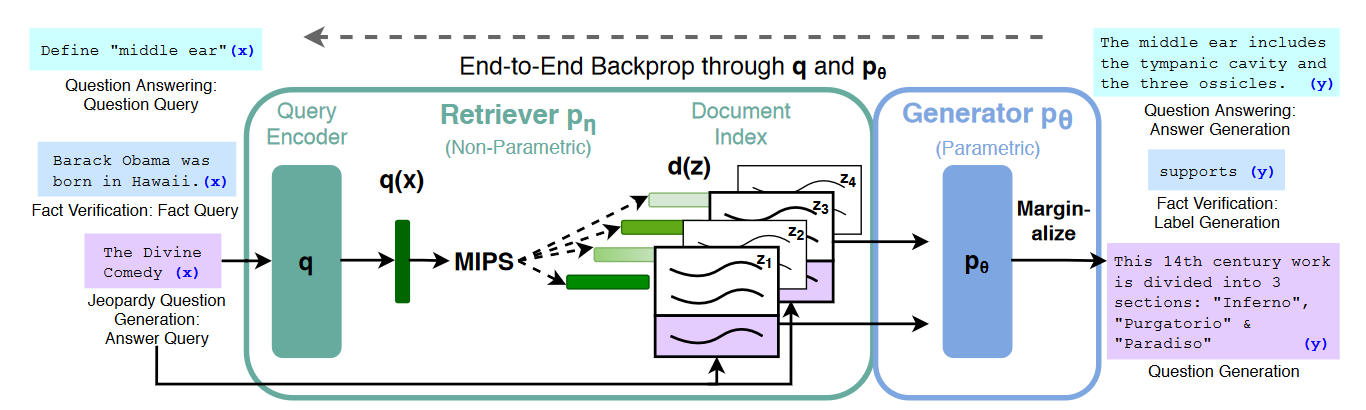 Define "middle ear"(x)
Question Answering:
Question Query
Barack Obama was
born in Hawaii.(x)
Fact Verification: Fact Query
The Divine
Comedy (x)
Jeopardy Question
Generation:
Answer Query
End-to-End Backprop through q and pθ
Query
Encoder
Retriever pη
(Non-Parametric)
Document
Index
q
q(x)
MIPS
d(z)
z4
z3
z2
z1
Generator pθ
(Parametric)
pθ
Margin-
alize
The middle ear includes
the tympanic cavity and
the three ossicles. (y)
Question Answering:
Answer Generation
supports (y)
Fact Verification:
Label Generation
This 14th century work
is divided into 3
sections: "Inferno",
"Purgatorio" &
"Paradiso" (y)
Question Generation